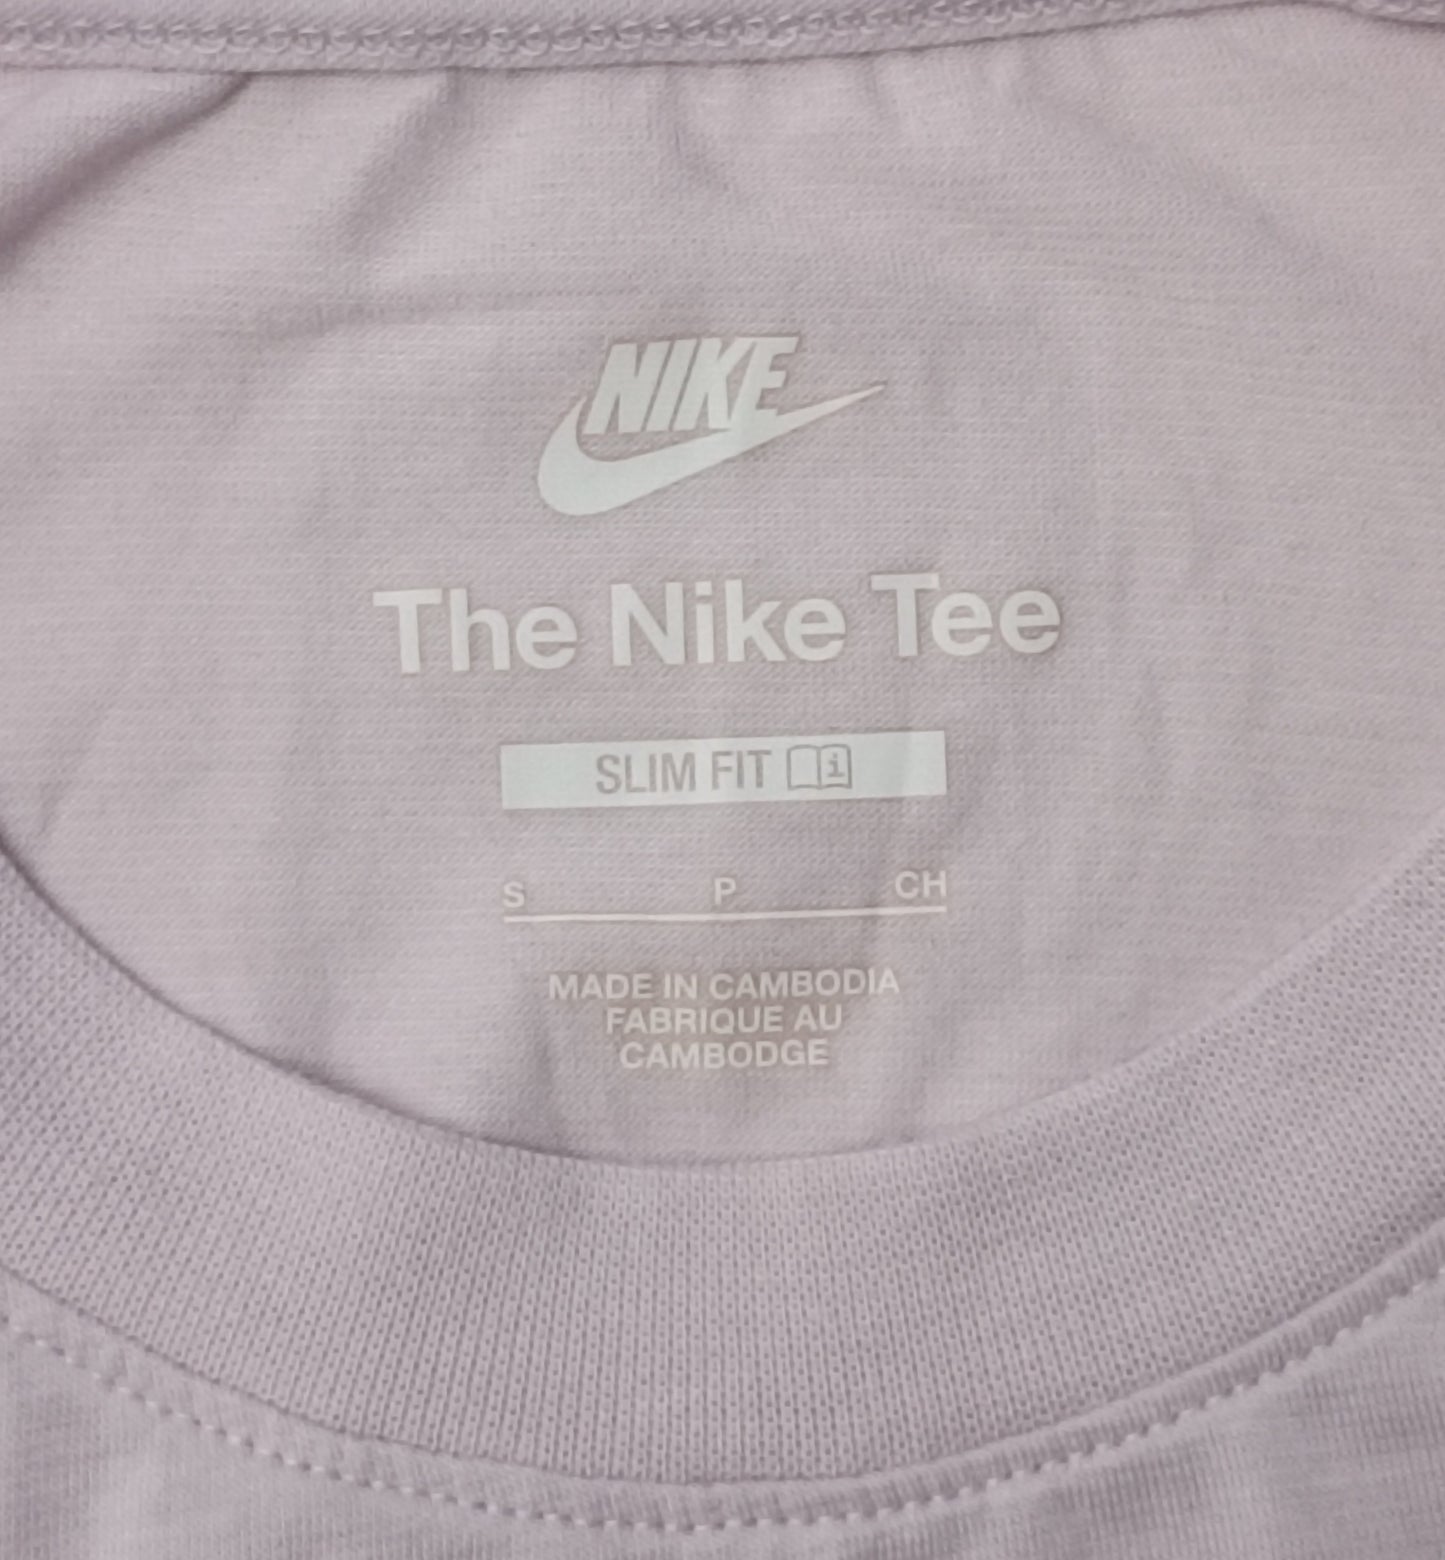 NIKE
The Nike Tee
SLIM FIT i
S P CH
MADE IN CAMBODIA
FABRIQUE AU
CAMBODGE